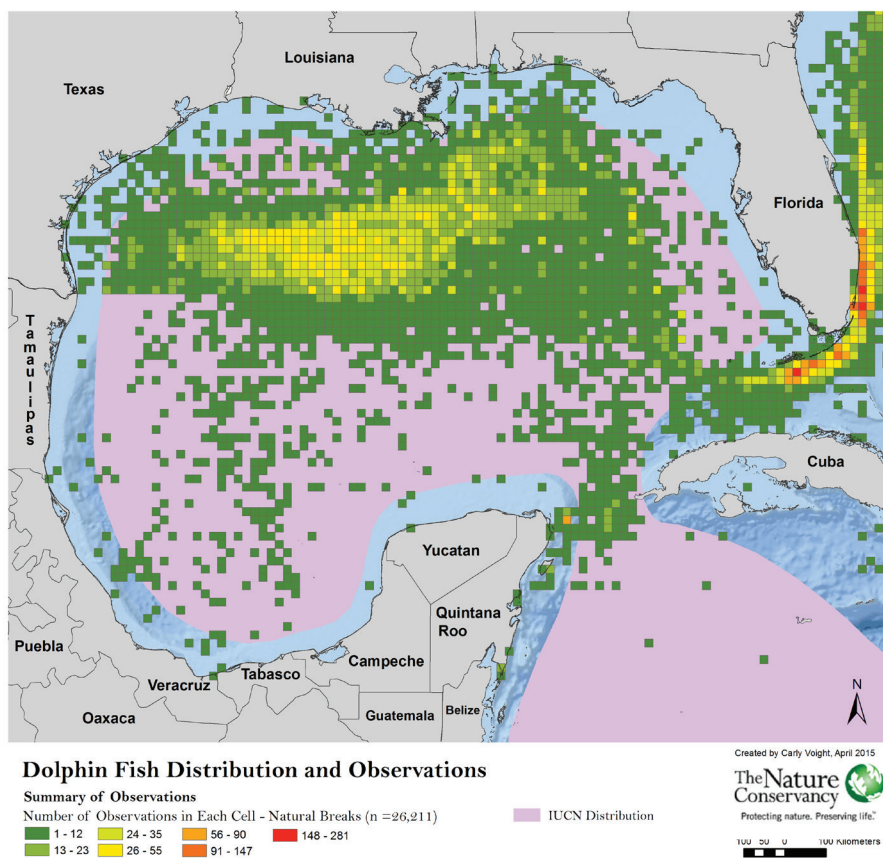 Louisiana
Texas
Florida
Tamaulipas
Cuba
Yucatan
Quintana
Roo
Puebla
Campeche
Veracruz
Tabasco
Oaxaca
Guatemala
Belize
N
Dolphin Fish Distribution and Observations
Summary of Observations
Number of Observations in Each Cell - Natural Breaks (n =26,211)
1 - 12
24 - 35
56 - 90
148 - 281
13 - 23
26 - 55
91 - 147
IUCN Distribution
Created by Carly Voight, April 2015
The Nature
Conservancy
Protecting nature. Preserving life.™
100 50 0 100 Kilometers